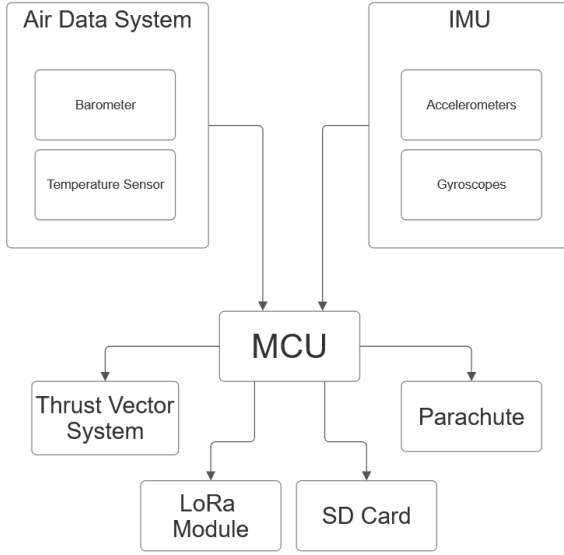 Air Data System
IMU
Barometer
Accelerometers
Temperature Sensor
Gyroscopes
MCU
Thrust Vector
System
Parachute
LoRa
Module
SD Card